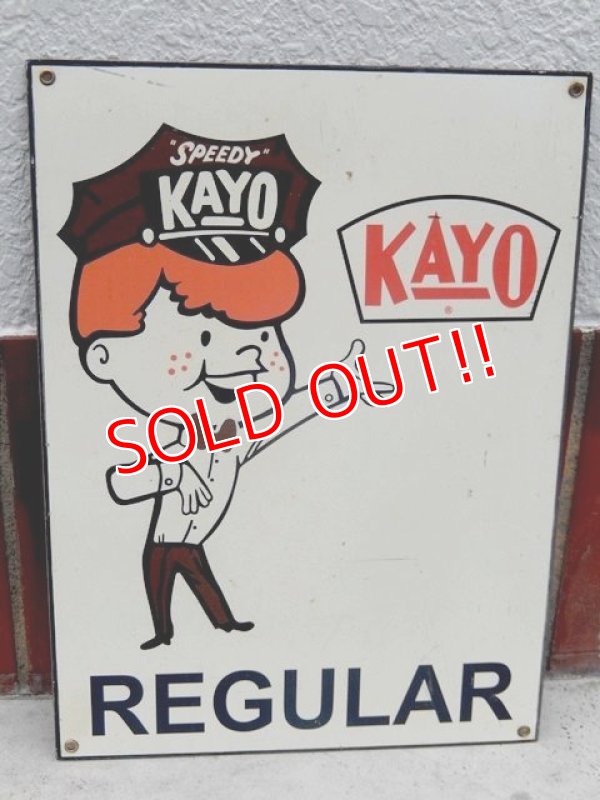 "SPEEDY"
KAYO
KAYO
®
SOLD OUT!!
REGULAR